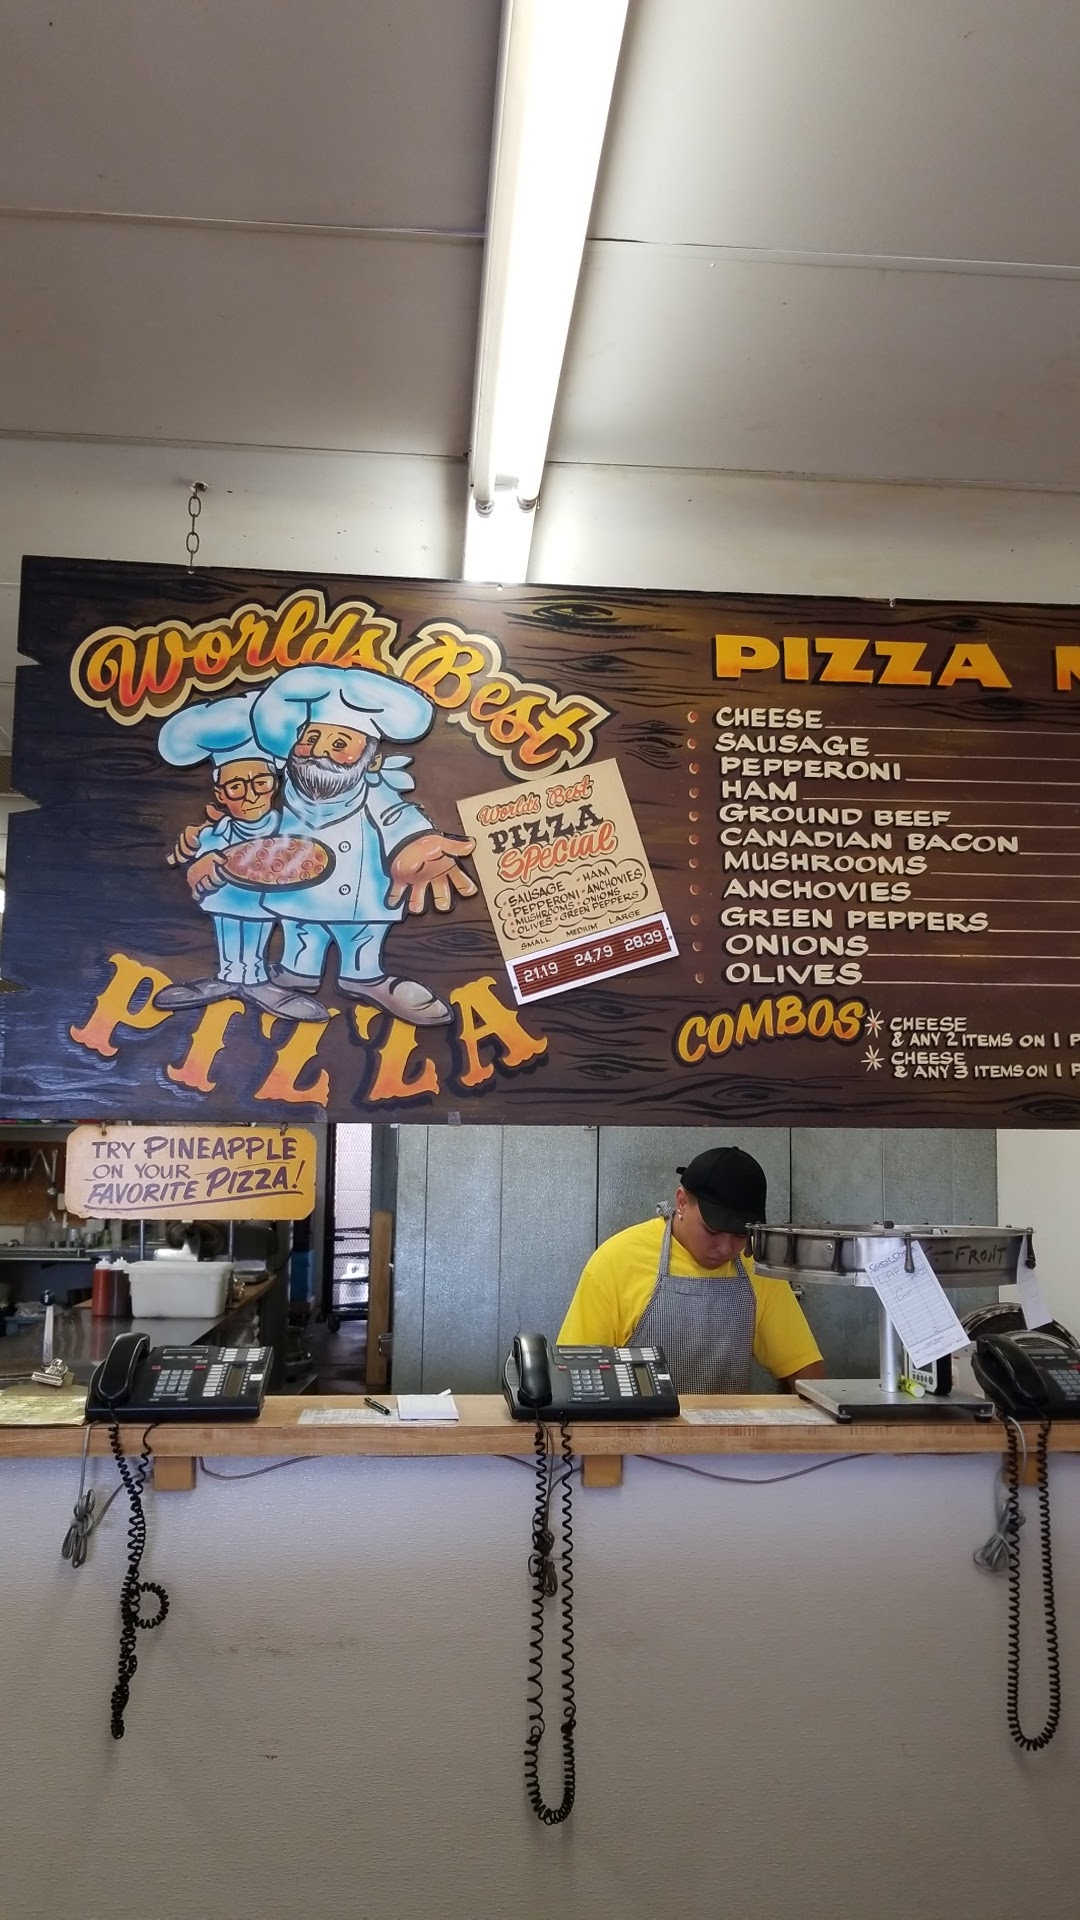 Worlds Best
PIZZA
Worlds Best
PIZZA
Special
SAUSAGE - HAM
PEPPERONI - ANCHOVIES
MUSHROOMS - ONIONS
OLIVES - GREEN PEPPERS
SMALL MEDIUM LARGE
21.19 24.79 28.39
PIZZA
CHEESE
SAUSAGE
PEPPERONI
HAM
GROUND BEEF
CANADIAN BACON
MUSHROOMS
ANCHOVIES
GREEN PEPPERS
ONIONS
OLIVES
COMBOS
* CHEESE
& ANY 2 ITEMS ON 1 P
* CHEESE
& ANY 3 ITEMS ON 1 P
TRY PINEAPPLE
ON YOUR
FAVORITE PIZZA!
FRONT